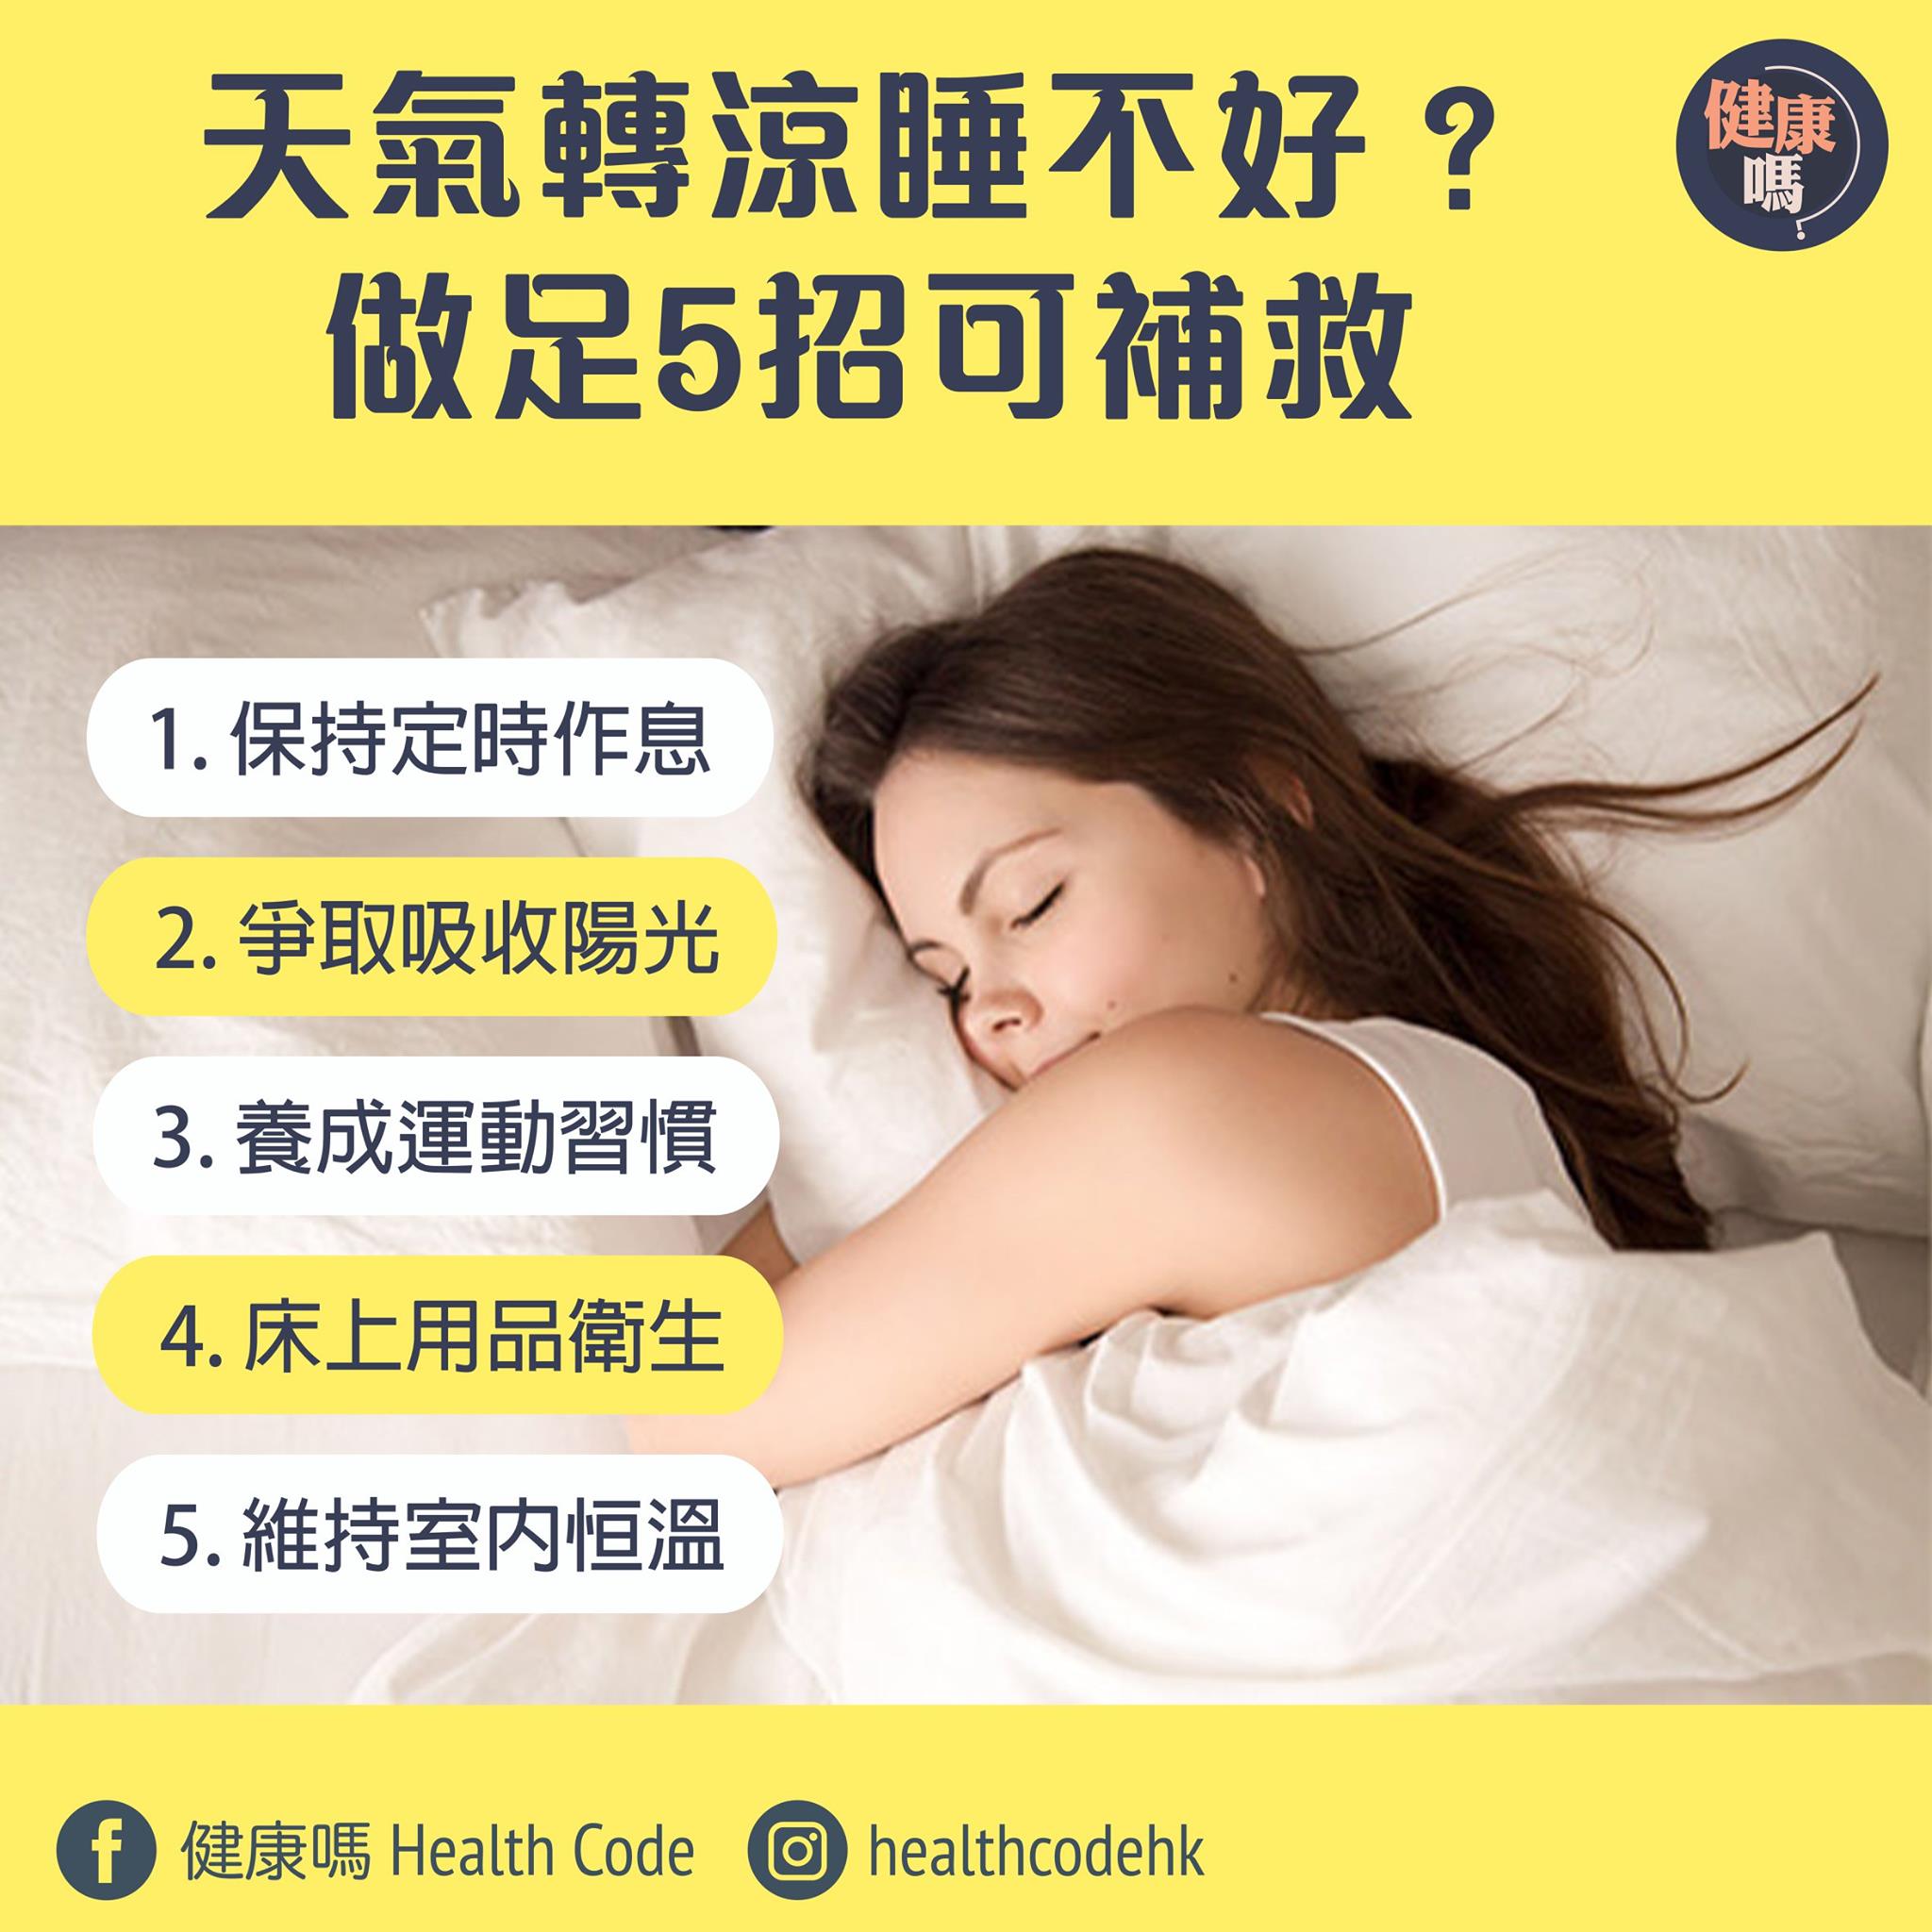 天氣轉涼睡不好？
健康
嗎
做足5招可補救
1. 保持定時作息
2. 爭取吸收陽光
3. 養成運動習慣
4. 床上用品衛生
5. 維持室内恒溫
健康嗎 Health Code
healthcodehk